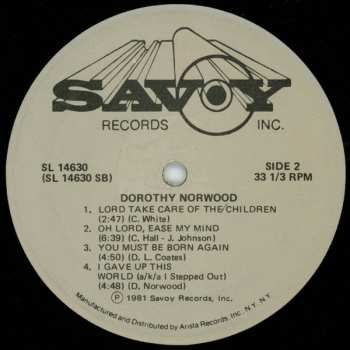 SAVOY
RECORDS INC.
SL 14630 SIDE 2
(SL 14630 SB) 33 1/3 RPM
DOROTHY NORWOOD
1. LORD TAKE CARE OF THE CHILDREN
(2:47) (C. White)
2. OH LORD, EASE MY MIND
(6:39) (C. Hall - J. Johnson)
3. YOU MUST BE BORN AGAIN
(4:50) (D. L. Coates)
4. I GAVE UP THIS
WORLD (a/k/a I Stepped Out)
(4:48) (D. Norwood)
Ⓟ 1981 Savoy Records, Inc.
Manufactured and Distributed by Arista Records, Inc. N.Y. N.Y.